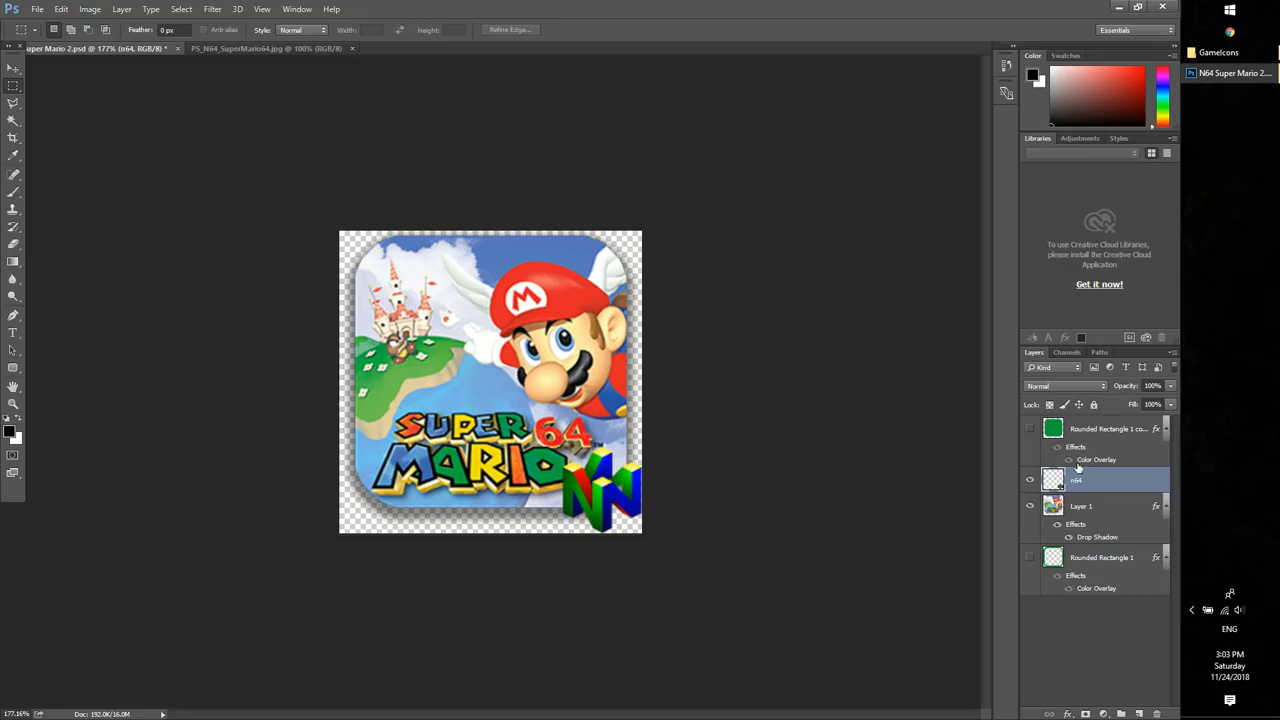 Ps File Edit Image Layer Type Select Filter 3D View Window Help
Feather: 0 px Anti-alias Style: Normal Width: Height: Refine Edge... Essentials
uper Mario 2.psd @ 177% (n64, RGB/8) * × PS_N64_SuperMario64.jpg @ 100% (RGB/8) ×
GameIcons
N64 Super Mario 2....
Color Swatches
Libraries Adjustments Styles
To use Creative Cloud Libraries,
please install the Creative Cloud
Application
Get it now!
M
SUPER 64
MARIO
TM
Layers Channels Paths
Kind
Normal Opacity: 100%
Lock: Fill: 100%
Rounded Rectangle 1 co... fx
Effects
Color Overlay
n64
Layer 1 fx
Effects
Drop Shadow
Rounded Rectangle 1 fx
Effects
Color Overlay
ENG
3:03 PM
Saturday
11/24/2018
177.16% Doc: 192.0K/16.0M